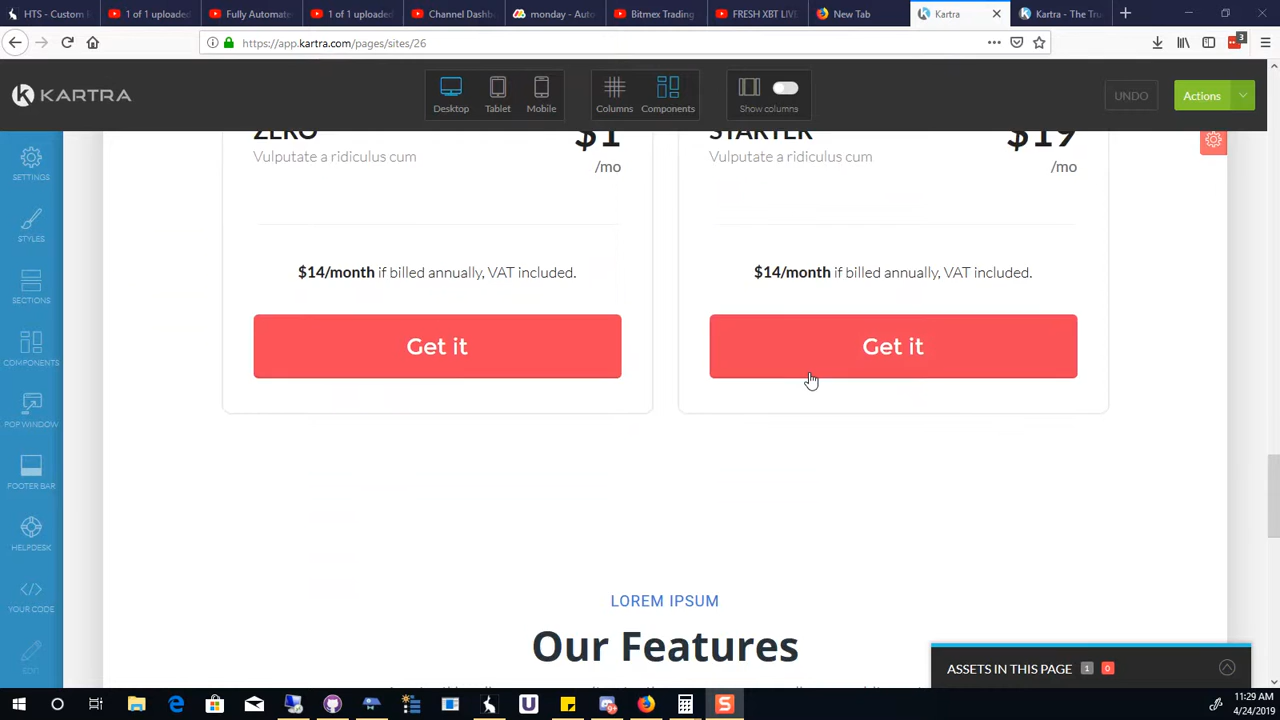 HTS - Custom
1 of 1 uploaded
Fully Automate
1 of 1 uploaded
Channel Dashb
monday - Auto
Bitmex Trading
FRESH XBT LIVE
New Tab
Kartra
Kartra - The Tru
https://app.kartra.com/pages/sites/26
3
KARTRA
Desktop
Tablet
Mobile
Columns
Components
Show columns
UNDO
Actions
SETTINGS
STYLES
SECTIONS
COMPONENTS
POP WINDOW
FOOTER BAR
HELPDESK
YOUR CODE
EDIT
ZERO
$1
Vulputate a ridiculus cum
/mo
$14/month if billed annually, VAT included.
Get it
STARTER
$19
Vulputate a ridiculus cum
/mo
$14/month if billed annually, VAT included.
Get it
LOREM IPSUM
Our Features
ASSETS IN THIS PAGE 1 0
11:29 AM
4/24/2019